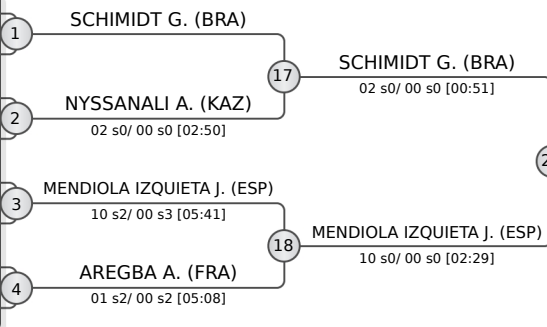 1
SCHIMIDT G. (BRA)
17
SCHIMIDT G. (BRA)
02 s0/ 00 s0 [00:51]
2
NYSSANALI A. (KAZ)
02 s0/ 00 s0 [02:50]
3
MENDIOLA IZQUIETA J. (ESP)
10 s2/ 00 s3 [05:41]
18
MENDIOLA IZQUIETA J. (ESP)
10 s0/ 00 s0 [02:29]
4
AREGBA A. (FRA)
01 s2/ 00 s2 [05:08]